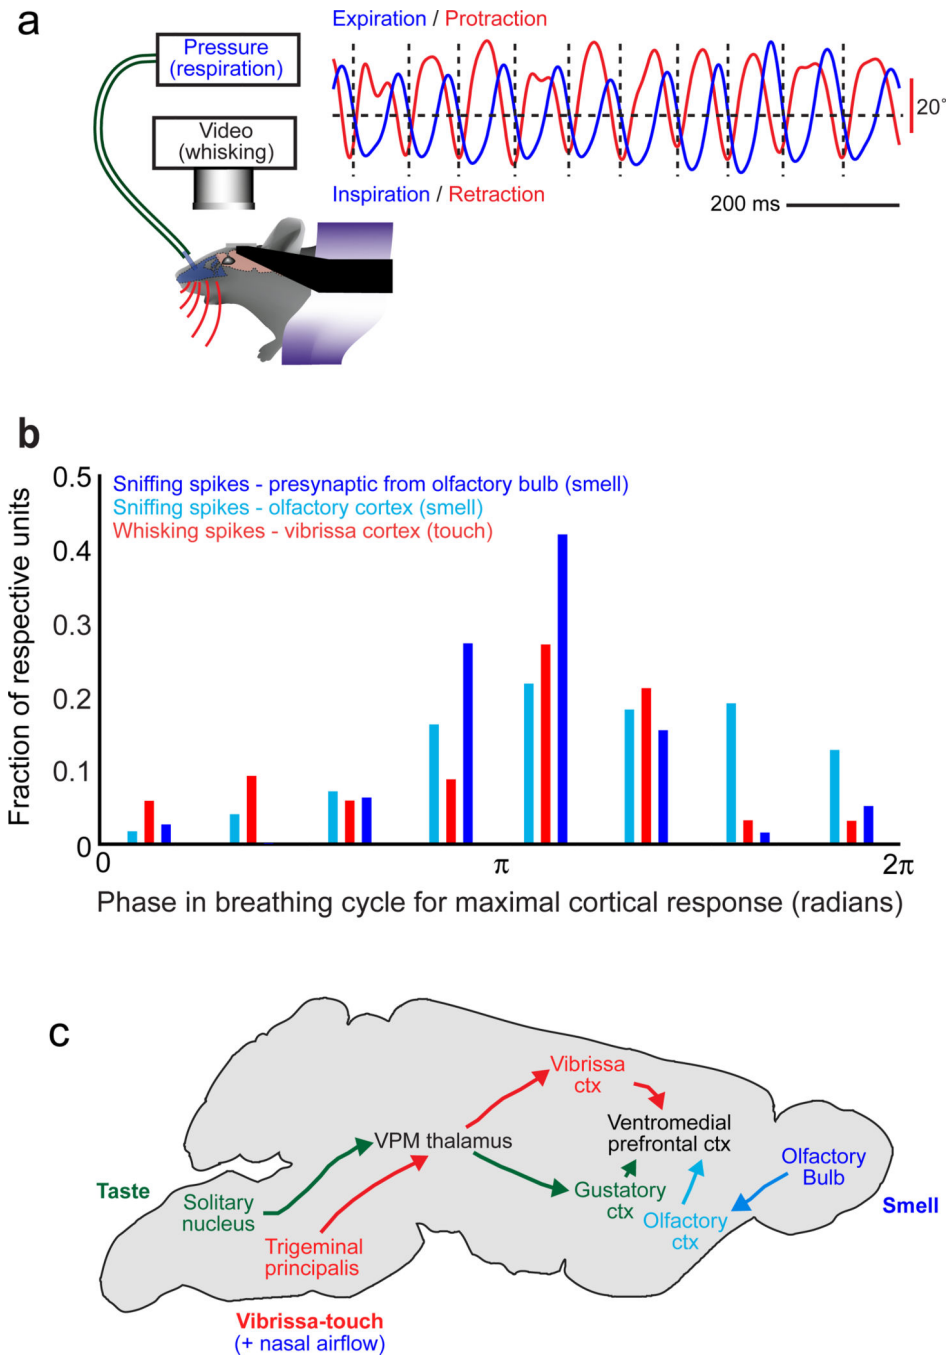 a
Expiration / Protraction
Pressure
(respiration)
Video
(whisking)
20°
Inspiration / Retraction
200 ms
b
Fraction of respective units
0.5
0.4
0.3
0.2
0.1
0
Sniffing spikes - presynaptic from olfactory bulb (smell)
Sniffing spikes - olfactory cortex (smell)
Whisking spikes - vibrissa cortex (touch)
0
π
2π
Phase in breathing cycle for maximal cortical response (radians)
c
Vibrissa
ctx
Ventromedial
prefrontal ctx
VPM thalamus
Olfactory
Bulb
Taste
Solitary
nucleus
Gustatory
ctx
Smell
Olfactory
ctx
Trigeminal
principalis
Vibrissa-touch
(+ nasal airflow)